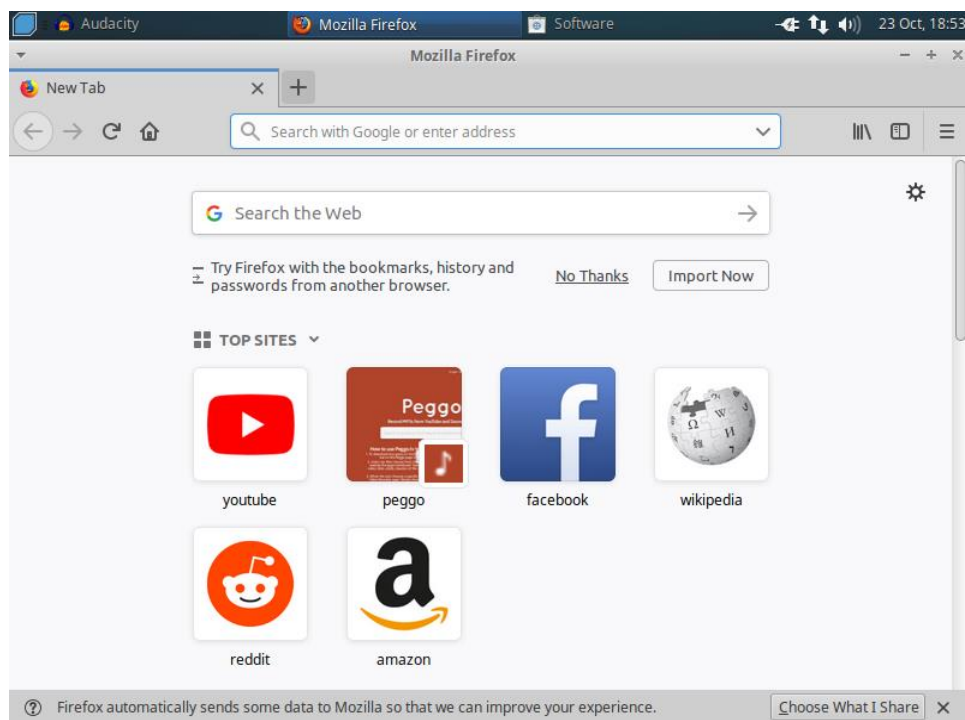 Audacity
Mozilla Firefox
Software
23 Oct, 18:53
Mozilla Firefox
New Tab
Search with Google or enter address
Search the Web
Try Firefox with the bookmarks, history and
passwords from another browser.
No Thanks
Import Now
TOP SITES
Peggo
youtube
peggo
facebook
wikipedia
reddit
amazon
Firefox automatically sends some data to Mozilla so that we can improve your experience.
Choose What I Share